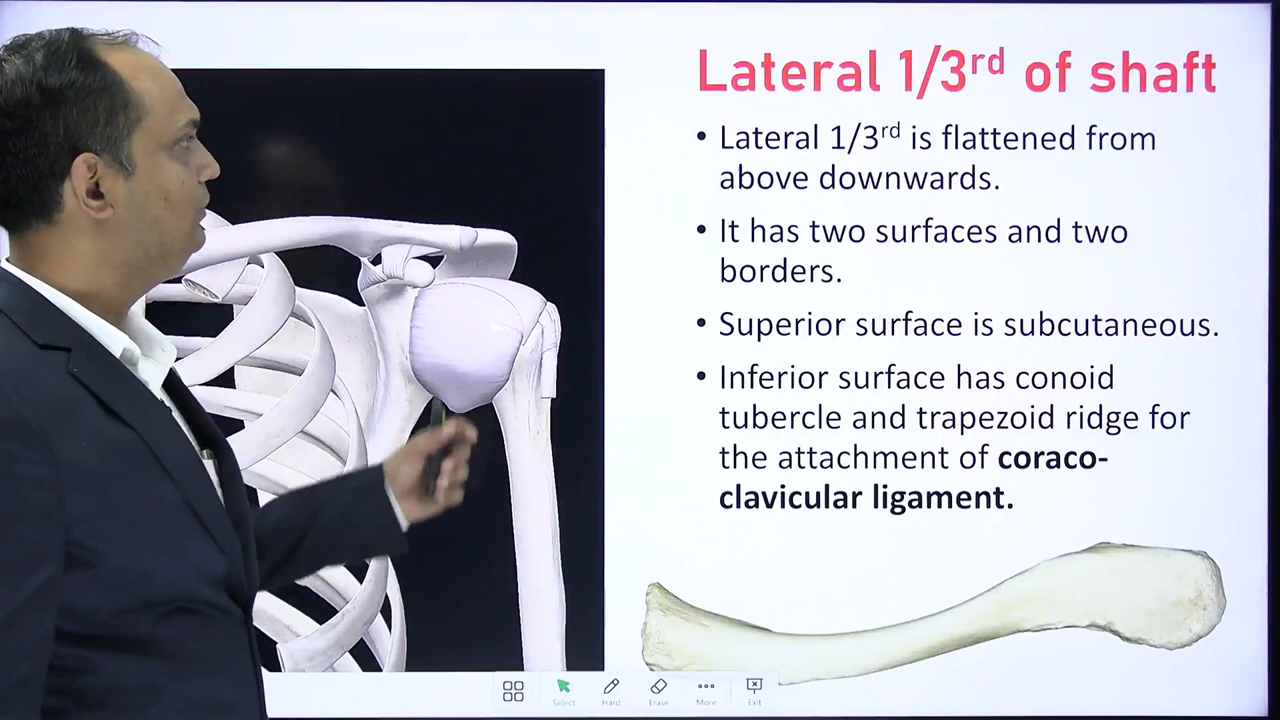 Lateral 1/3rd of shaft
• Lateral 1/3rd is flattened from
above downwards.
• It has two surfaces and two
borders.
• Superior surface is subcutaneous.
• Inferior surface has conoid
tubercle and trapezoid ridge for
the attachment of coraco-
clavicular ligament.
Select
Hard
Erase
More
Exit